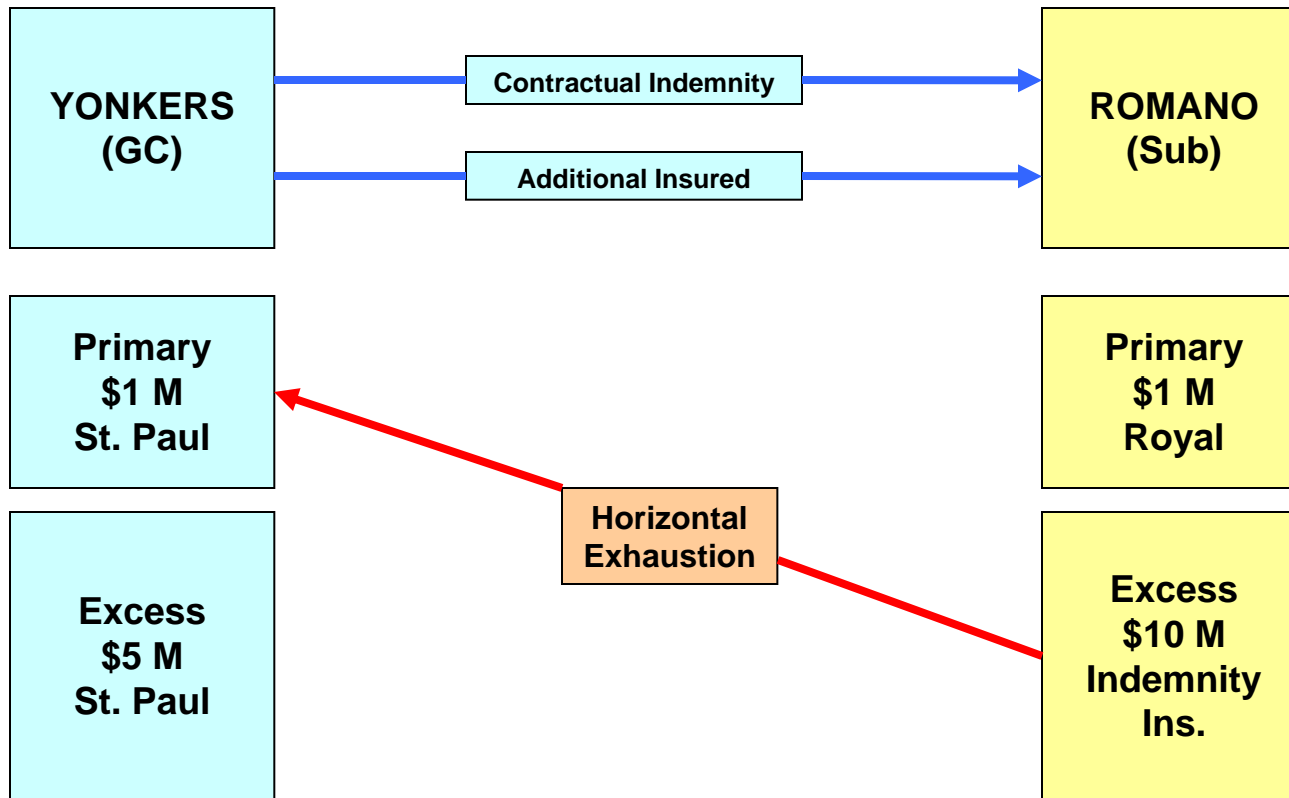 YONKERS
(GC)
Contractual Indemnity
Additional Insured
ROMANO
(Sub)
Primary
$1 M
St. Paul
Primary
$1 M
Royal
Horizontal
Exhaustion
Excess
$5 M
St. Paul
Excess
$10 M
Indemnity
Ins.